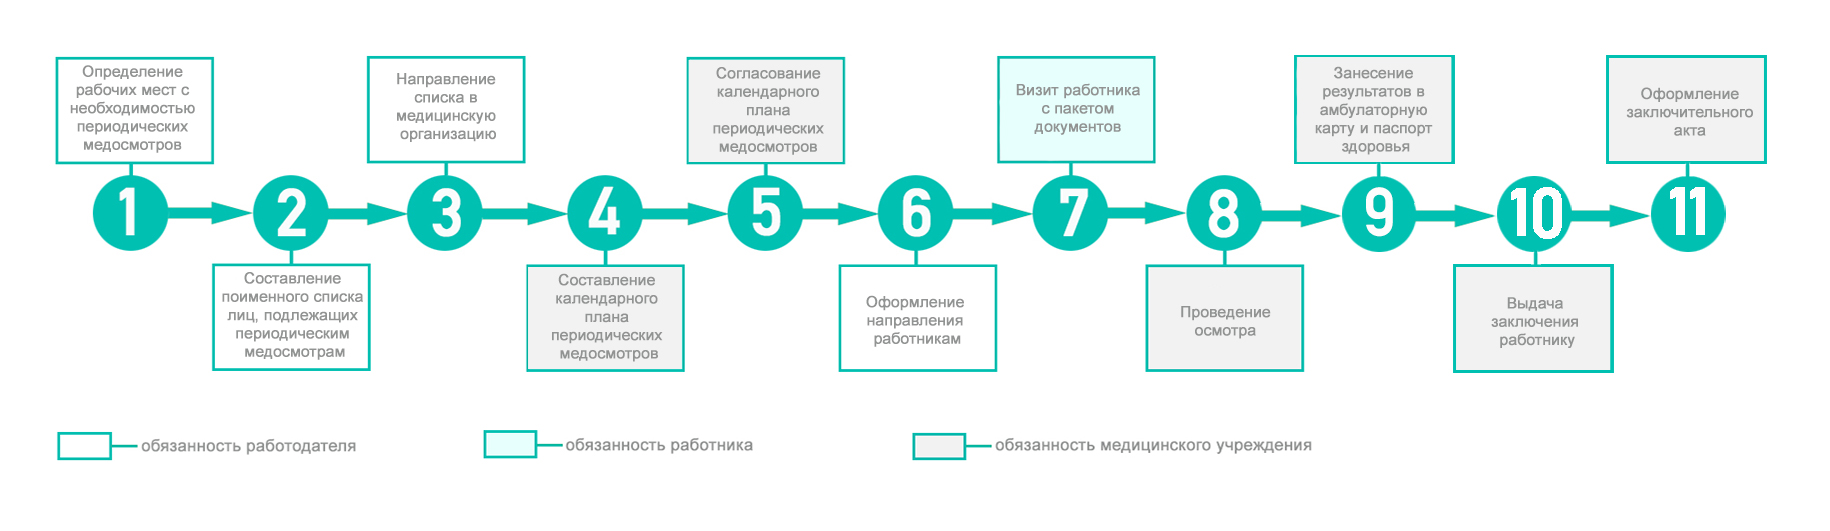 Определение
рабочих мест с
необходимостью
периодических
медосмотров
Направление
списка в
медицинскую
организацию
Согласование
календарного
плана
периодических
медосмотров
Визит работника
с пакетом
документов
Занесение
результатов в
амбулаторную
карту и паспорт
здоровья
Оформление
заключительного
акта
1
2
3
4
5
6
7
8
9
10
11
Составление
поименного списка
лиц, подлежащих
периодическим
медосмотрам
Составление
календарного
плана
периодических
медосмотров
Оформление
направления
работникам
Проведение
осмотра
Выдача
заключения
работнику
обязанность работодателя
обязанность работника
обязанность медицинского учреждения